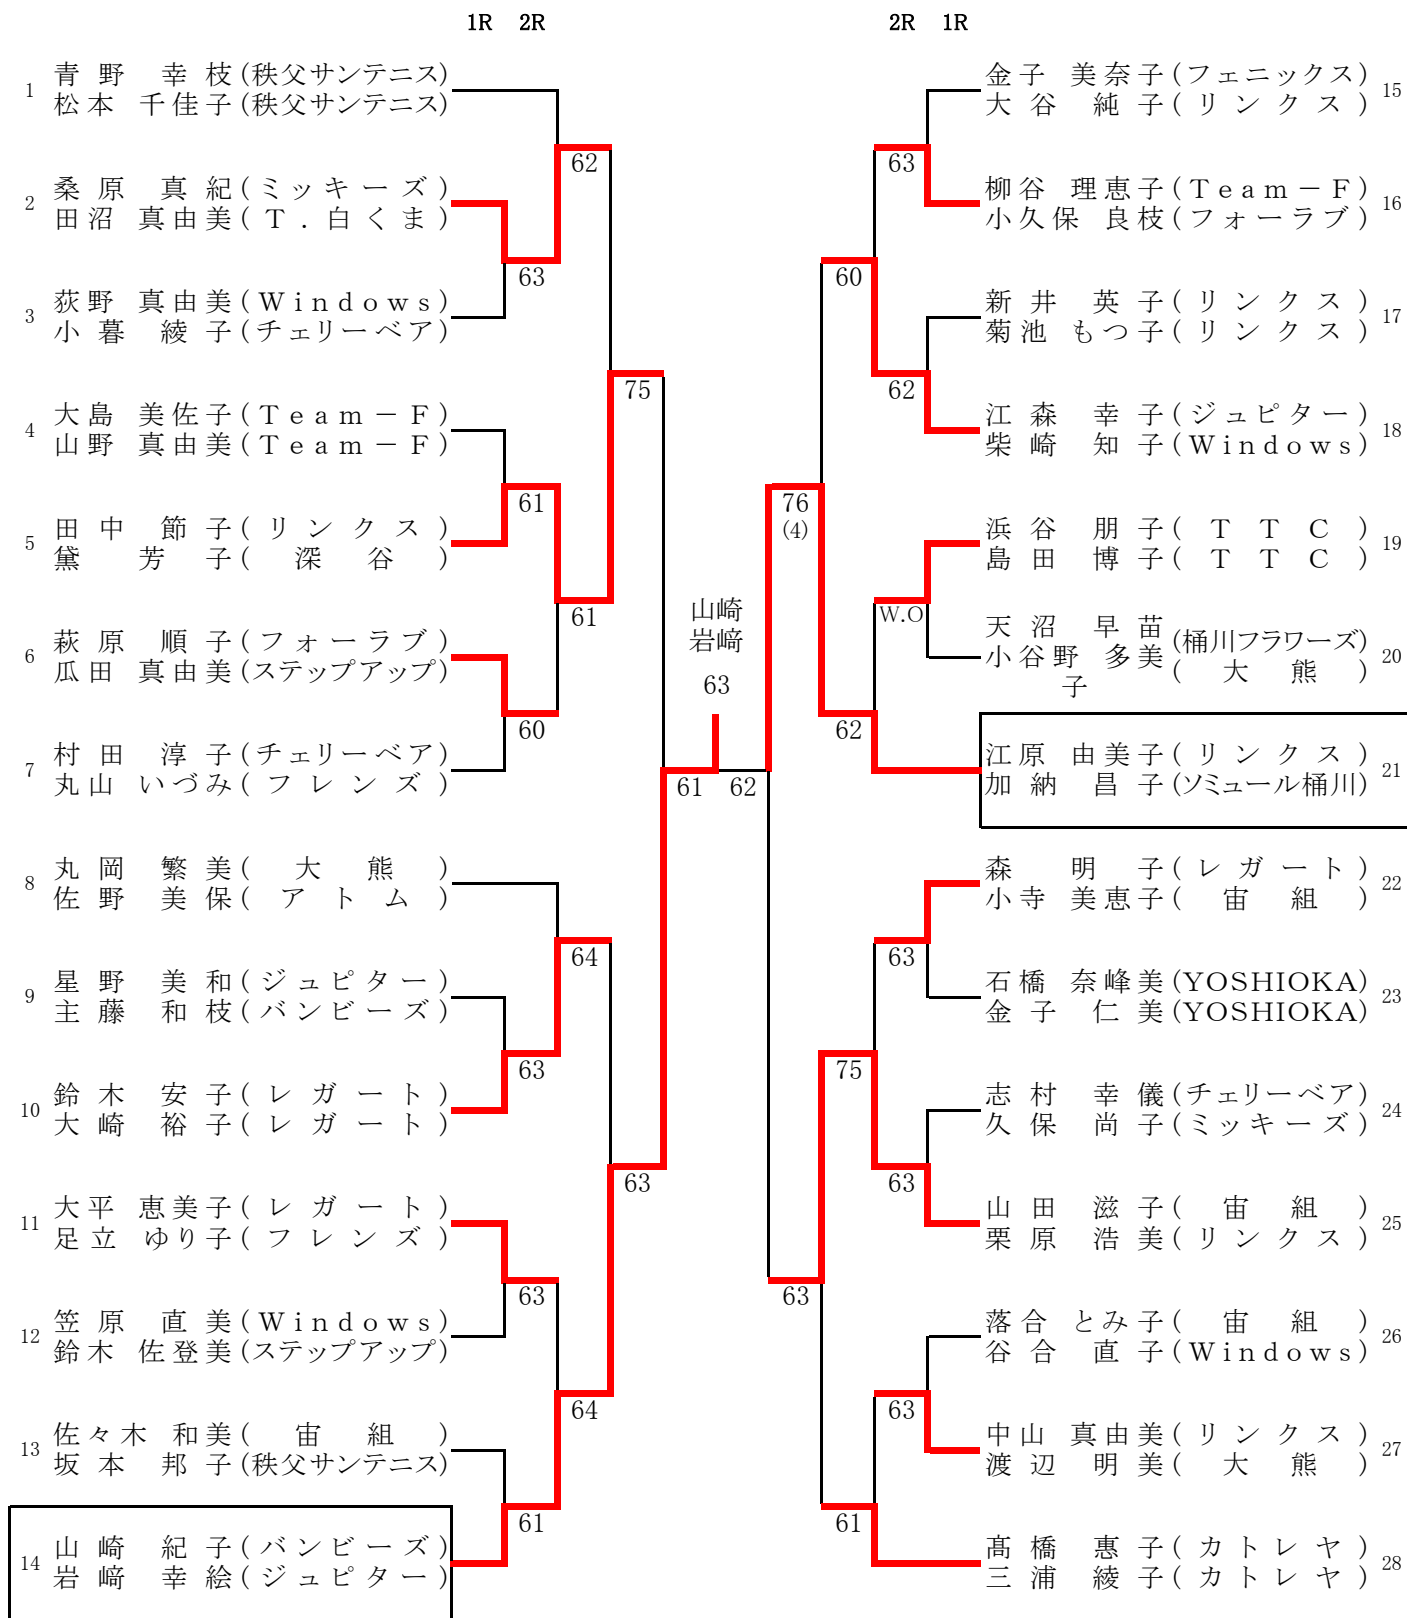 1R 2R
1 青野 幸枝(秩父サンテニス)
松本 千佳子(秩父サンテニス)
2 桑原 真紀(ミッキーズ)
田沼 真由美(T.白くま)
3 荻野 真由美(Windows)
小暮 綾子(チェリーベア)
4 大島 美佐子(Team－F)
山野 真由美(Team－F)
5 田中 節子(リンクス)
黛 芳子(深谷)
6 萩原 順子(フォーラブ)
瓜田 真由美(ステップアップ)
7 村田 淳子(チェリーベア)
丸山 いづみ(フレンズ)
8 丸岡 繁美(大熊)
佐野 美保(アトム)
9 星野 美和(ジュピター)
主藤 和枝(バンビーズ)
10 鈴木 安子(レガート)
大崎 裕子(レガート)
11 大平 恵美子(レガート)
足立 ゆり子(フレンズ)
12 笠原 直美(Windows)
鈴木 佐登美(ステップアップ)
13 佐々木 和美(宙組)
坂本 邦子(秩父サンテニス)
14 山崎 紀子(バンビーズ)
岩﨑 幸絵(ジュピター)
63
61
60
63
63
61
62
61
64
64
75
63
61
山崎
岩﨑
63
62
76
(4)
63
60
62
75
61
63
62
W.O
63
63
63
2R 1R
金子 美奈子(フェニックス) 15
大谷 純子(リンクス)
柳谷 理恵子(Team－F) 16
小久保 良枝(フォーラブ)
新井 英子(リンクス) 17
菊池 もつ子(リンクス)
江森 幸子(ジュピター) 18
柴崎 知子(Windows)
浜谷 朋子(TTC) 19
島田 博子(TTC)
天沼 早苗(桶川フラワーズ) 20
小谷野 多美子(大熊)
江原 由美子(リンクス) 21
加納 昌子(ソミュール桶川)
森 明子(レガート) 22
小寺 美恵子(宙組)
石橋 奈峰美(YOSHIOKA) 23
金子 仁美(YOSHIOKA)
志村 幸儀(チェリーベア) 24
久保 尚子(ミッキーズ)
山田 滋子(宙組) 25
栗原 浩美(リンクス)
落合 とみ子(宙組) 26
谷合 直子(Windows)
中山 真由美(リンクス) 27
渡辺 明美(大熊)
髙橋 惠子(カトレヤ) 28
三浦 綾子(カトレヤ)